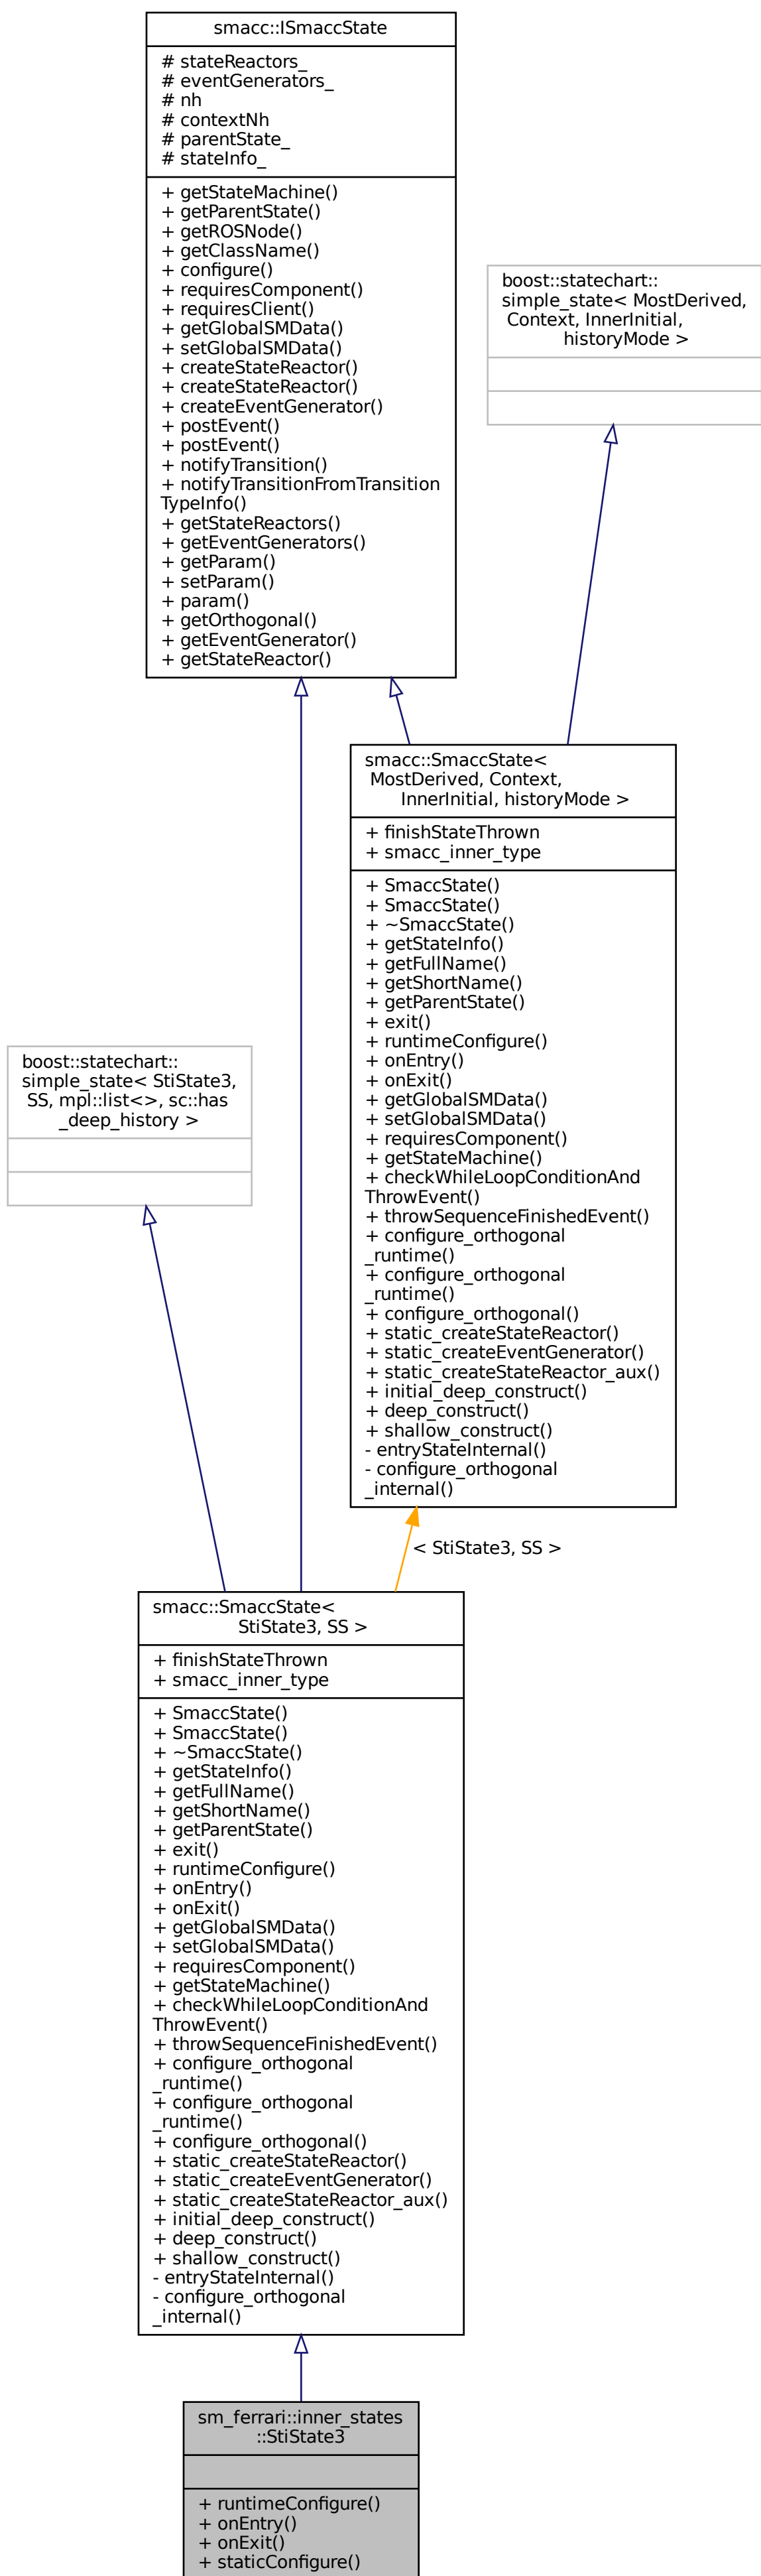 smacc::ISmaccState
# stateReactors_
# eventGenerators_
# nh
# contextNh
# parentState_
# stateInfo_
+ getStateMachine()
+ getParentState()
+ getROSNode()
+ getClassName()
+ configure()
+ requiresComponent()
+ requiresClient()
+ getGlobalSMData()
+ setGlobalSMData()
+ createStateReactor()
+ createStateReactor()
+ createEventGenerator()
+ postEvent()
+ postEvent()
+ notifyTransition()
+ notifyTransitionFromTransition
TypeInfo()
+ getStateReactors()
+ getEventGenerators()
+ getParam()
+ setParam()
+ param()
+ getOrthogonal()
+ getEventGenerator()
+ getStateReactor()
boost::statechart::
simple_state< MostDerived,
Context, InnerInitial,
historyMode >
smacc::SmaccState<
MostDerived, Context,
InnerInitial, historyMode >
+ finishStateThrown
+ smacc_inner_type
+ SmaccState()
+ SmaccState()
+ ~SmaccState()
+ getStateInfo()
+ getFullName()
+ getShortName()
+ getParentState()
+ exit()
+ runtimeConfigure()
+ onEntry()
+ onExit()
+ getGlobalSMData()
+ setGlobalSMData()
+ requiresComponent()
+ getStateMachine()
+ checkWhileLoopConditionAnd
ThrowEvent()
+ throwSequenceFinishedEvent()
+ configure_orthogonal
_runtime()
+ configure_orthogonal
_runtime()
+ configure_orthogonal()
+ static_createStateReactor()
+ static_createEventGenerator()
+ static_createStateReactor_aux()
+ initial_deep_construct()
+ deep_construct()
+ shallow_construct()
- entryStateInternal()
- configure_orthogonal
_internal()
boost::statechart::
simple_state< StiState3,
SS, mpl::list<>, sc::has
_deep_history >
< StiState3, SS >
smacc::SmaccState<
StiState3, SS >
+ finishStateThrown
+ smacc_inner_type
+ SmaccState()
+ SmaccState()
+ ~SmaccState()
+ getStateInfo()
+ getFullName()
+ getShortName()
+ getParentState()
+ exit()
+ runtimeConfigure()
+ onEntry()
+ onExit()
+ getGlobalSMData()
+ setGlobalSMData()
+ requiresComponent()
+ getStateMachine()
+ checkWhileLoopConditionAnd
ThrowEvent()
+ throwSequenceFinishedEvent()
+ configure_orthogonal
_runtime()
+ configure_orthogonal
_runtime()
+ configure_orthogonal()
+ static_createStateReactor()
+ static_createEventGenerator()
+ static_createStateReactor_aux()
+ initial_deep_construct()
+ deep_construct()
+ shallow_construct()
- entryStateInternal()
- configure_orthogonal
_internal()
sm_ferrari::inner_states
::StiState3
+ runtimeConfigure()
+ onEntry()
+ onExit()
+ staticConfigure()